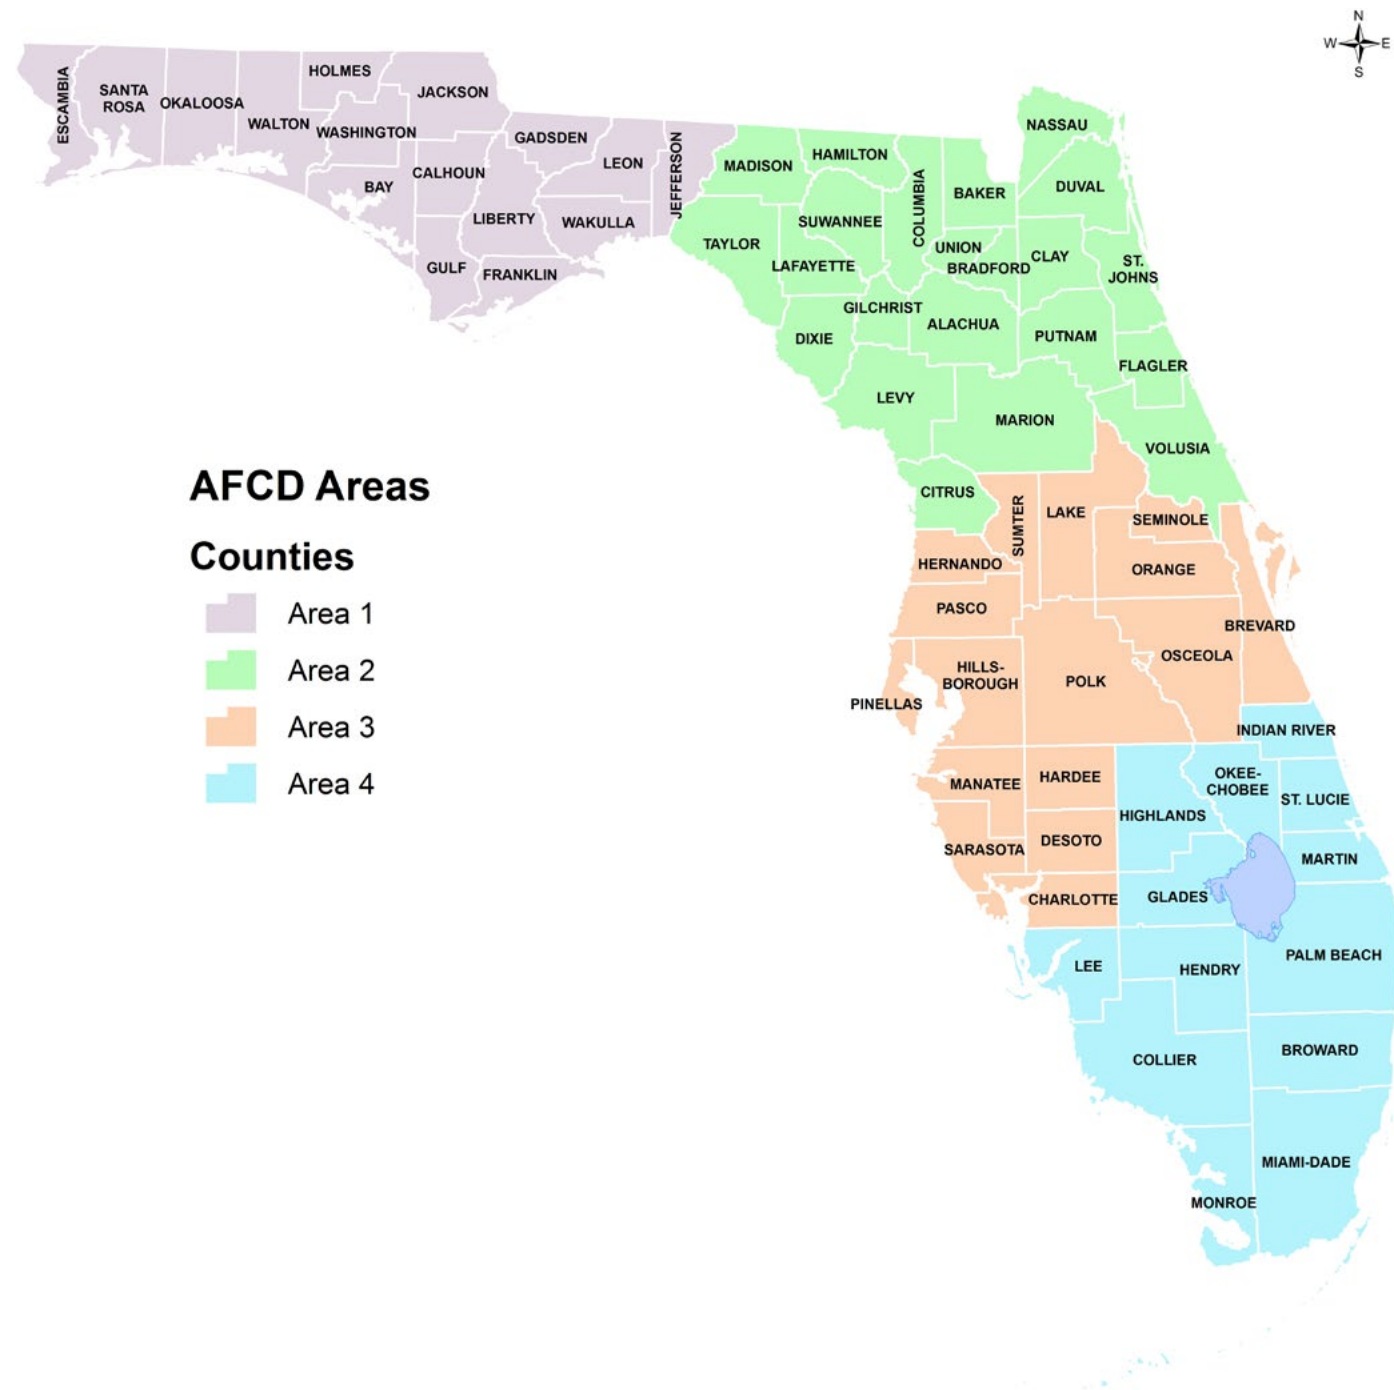 N
W
E
S
ESCAMBIA
SANTA
ROSA
OKALOOSA
WALTON
HOLMES
WASHINGTON
JACKSON
BAY
CALHOUN
GULF
LIBERTY
GADSDEN
FRANKLIN
LEON
WAKULLA
JEFFERSON
MADISON
TAYLOR
HAMILTON
SUWANNEE
LAFAYETTE
COLUMBIA
BAKER
NASSAU
DUVAL
UNION
BRADFORD
CLAY
ST.
JOHNS
GILCHRIST
DIXIE
ALACHUA
PUTNAM
FLAGLER
LEVY
MARION
VOLUSIA
CITRUS
SUMTER
LAKE
SEMINOLE
HERNANDO
ORANGE
PASCO
BREVARD
OSCEOLA
HILLS-
BOROUGH
POLK
PINELLAS
INDIAN RIVER
MANATEE
HARDEE
OKEE-
CHOBEE
ST. LUCIE
HIGHLANDS
SARASOTA
DESOTO
MARTIN
CHARLOTTE
GLADES
LEE
HENDRY
PALM BEACH
COLLIER
BROWARD
MIAMI-DADE
MONROE
AFCD Areas
Counties
Area 1
Area 2
Area 3
Area 4